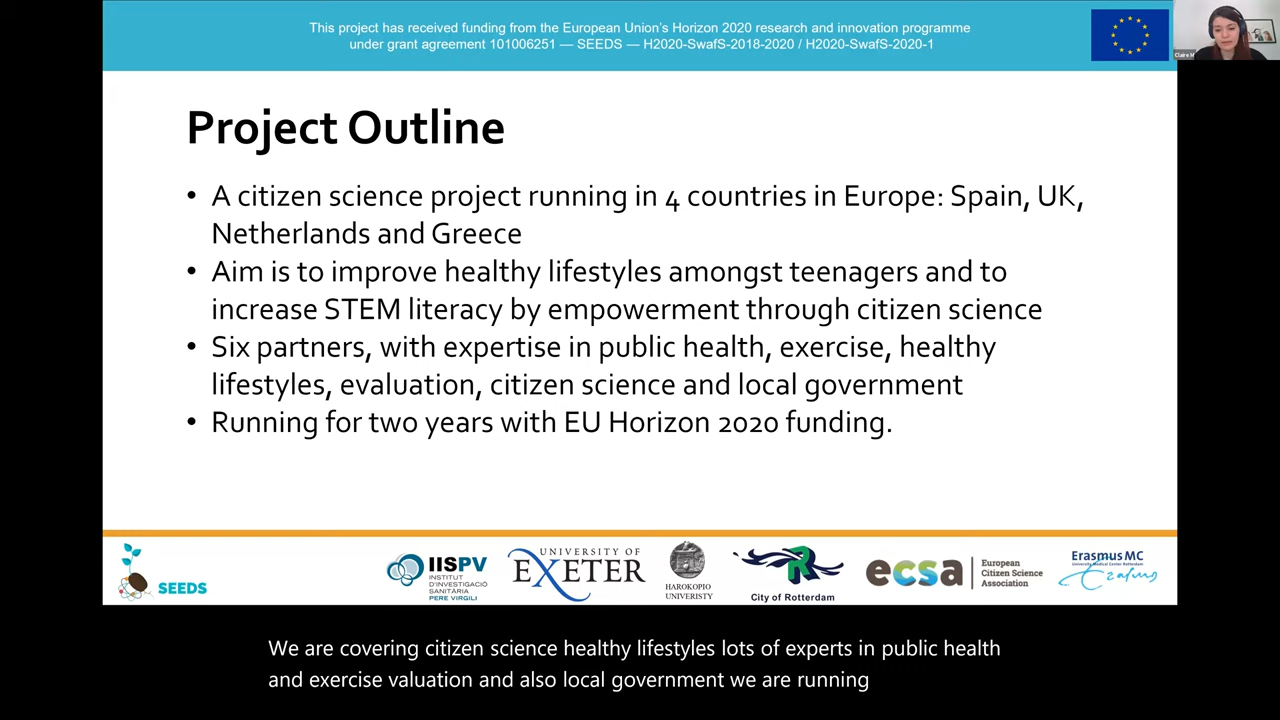 This project has received funding from the European Union's Horizon 2020 research and innovation programme
under grant agreement 101006251 — SEEDS — H2020-SwafS-2018-2020 / H2020-SwafS-2020-1
Claire M
Project Outline
• A citizen science project running in 4 countries in Europe: Spain, UK,
Netherlands and Greece
• Aim is to improve healthy lifestyles amongst teenagers and to
increase STEM literacy by empowerment through citizen science
• Six partners, with expertise in public health, exercise, healthy
lifestyles, evaluation, citizen science and local government
• Running for two years with EU Horizon 2020 funding.
SEEDS
IISPV
INSTITUT
D'INVESTIGACIÓ
SANITÀRIA
PERE VIRGILI
UNIVERSITY OF
EXETER
HAROKOPIO
UNIVERISTY
R
City of Rotterdam
ecsa
European
Citizen Science
Association
Erasmus MC
University Medical Center Rotterdam
Erasmus
We are covering citizen science healthy lifestyles lots of experts in public health
and exercise valuation and also local government we are running